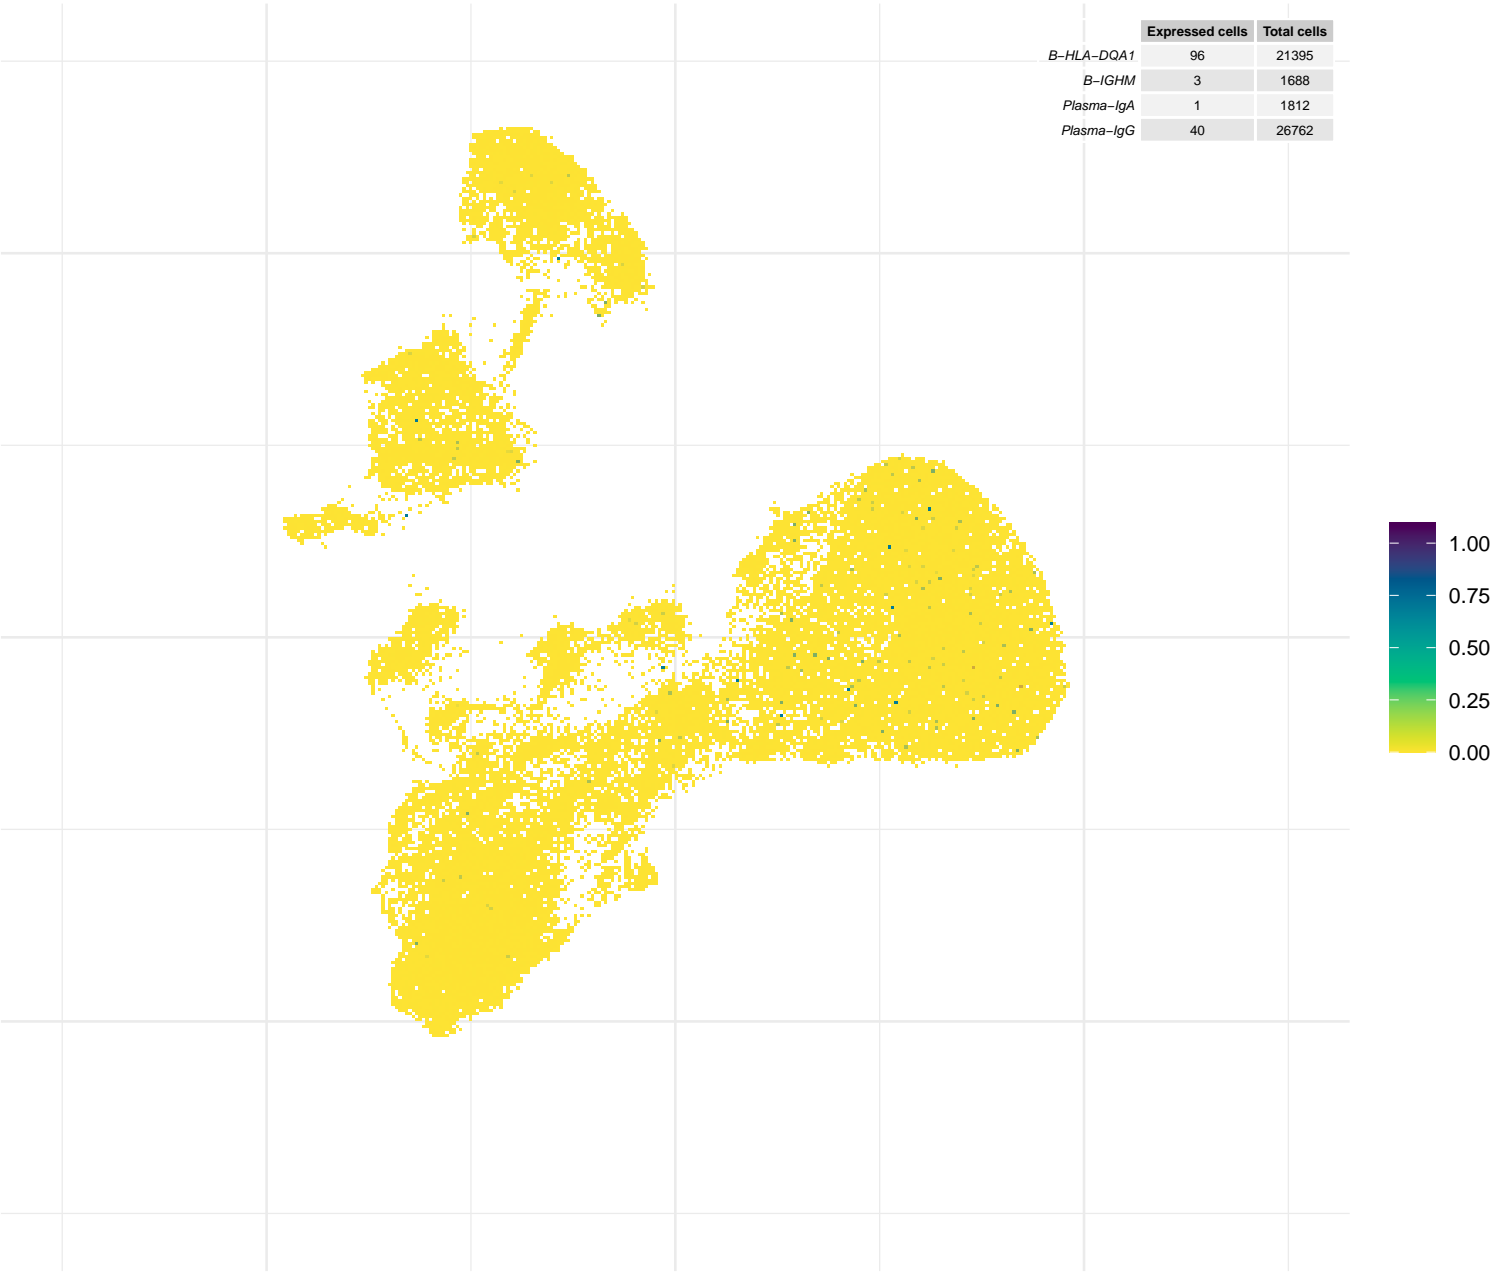 Expressed cells Total cells
B−HLA−DQA1 96 21395
B−IGHM 3 1688
Plasma−IgA 1 1812
Plasma−IgG 40 26762
1.00
0.75
0.50
0.25
0.00